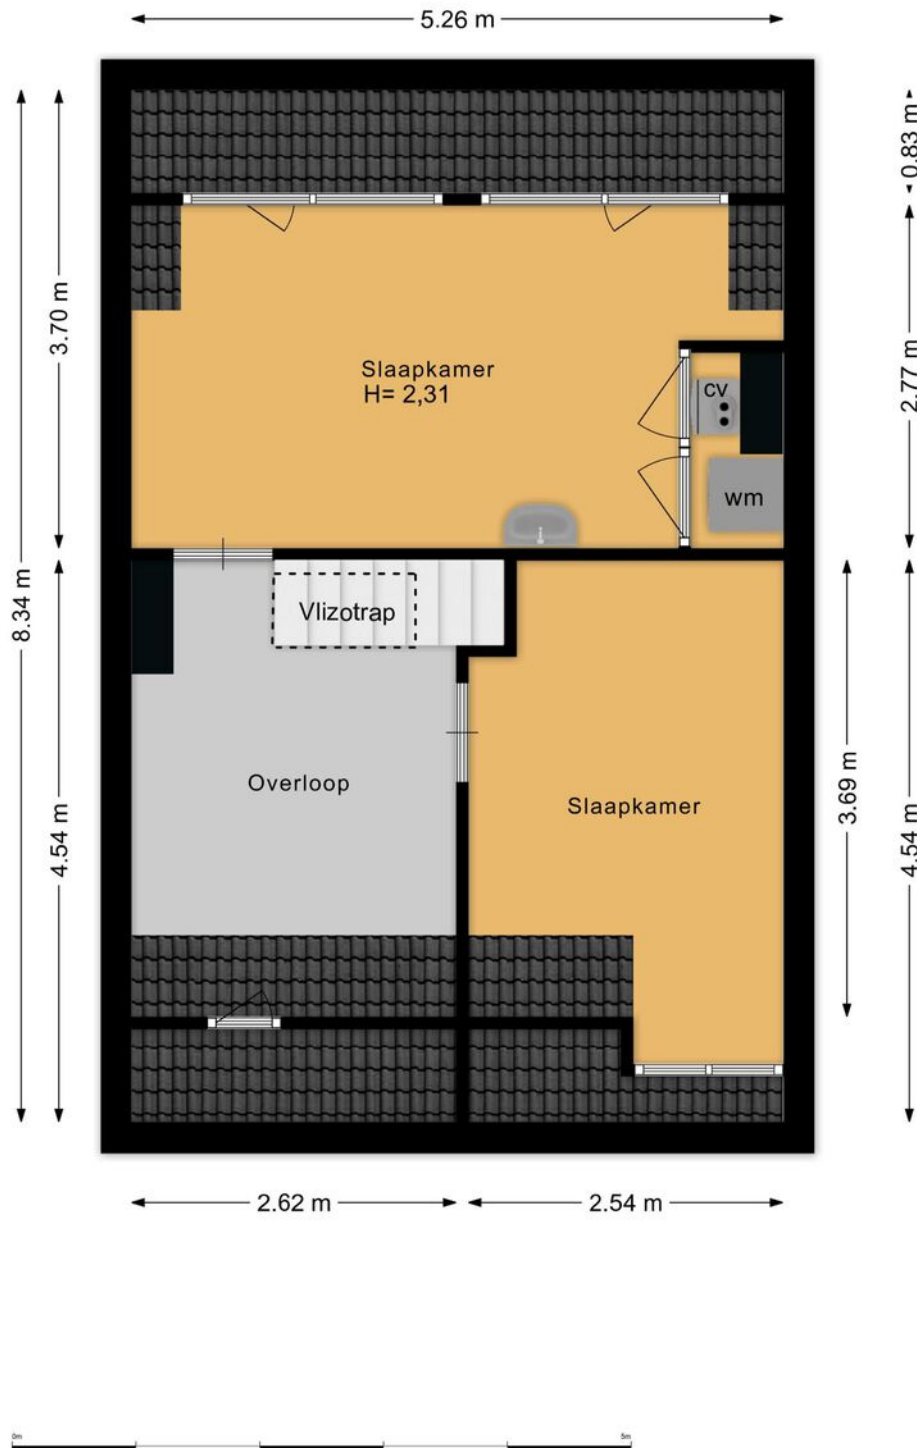 5.26 m
0.83 m
3.70 m
2.77 m
Slaapkamer
H= 2,31
cv
wm
8.34 m
Vlizotrap
Overloop
Slaapkamer
3.69 m
4.54 m
4.54 m
2.62 m
2.54 m
0m
5m